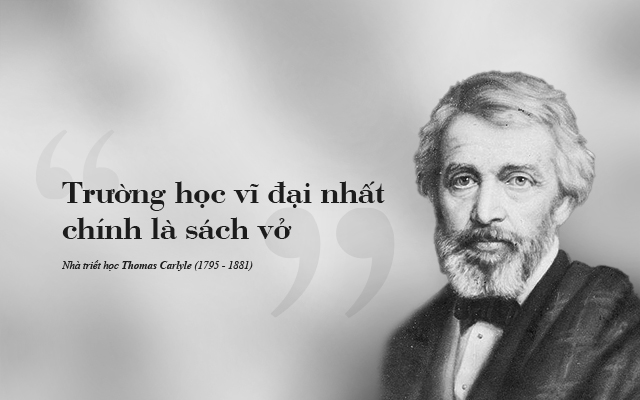 Trường học vĩ đại nhất
chính là sách vở
Nhà triết học Thomas Carlyle (1795 - 1881)